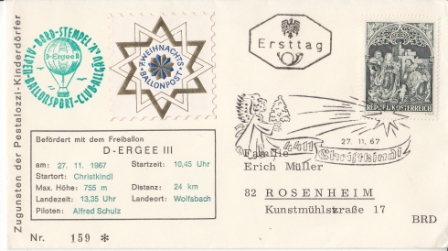 Zugunsten der Pestalozzi-Kinderdörfer
BORD-STEMPEL
D-Ergee
BALLONSPORT-CLUB
WEIHNACHTS
BALLONPOST
Ersttag
REPUBLIK ÖSTERREICH
4411
Christkindl
27. 11. 67
Befördert mit dem Freiballon
D-ERGEE III
am: 27. 11. 1967 Startzeit: 10,45 Uhr
Startort: Christkindl
Max. Höhe: 755 m Distanz: 24 km
Landezeit: 13,35 Uhr Landeort: Wolfsbach
Piloten: Alfred Schulz
Nr. 159 *
Familie
Erich Müller
82 ROSENHEIM
Kunstmühlstraße 17
BRD